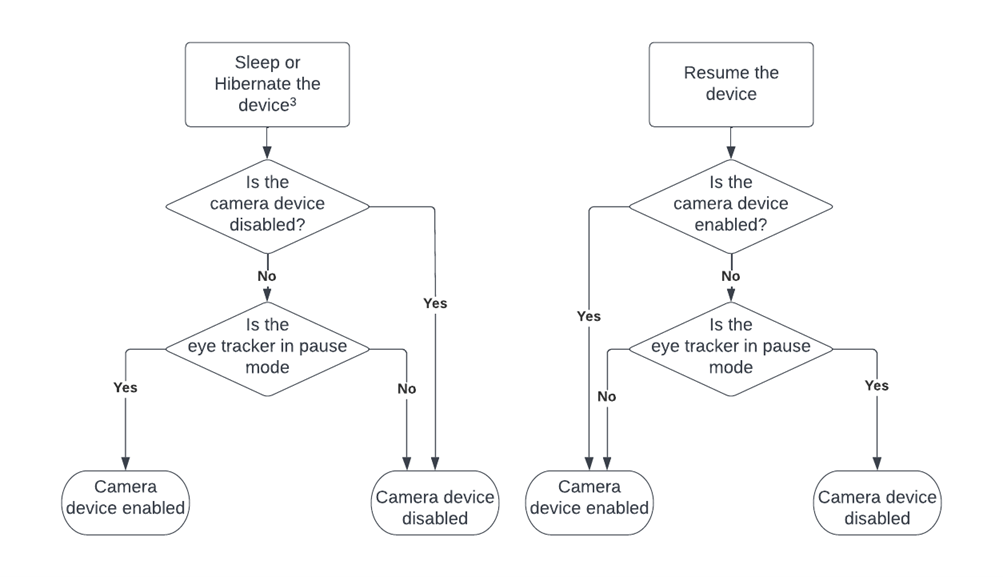 Sleep or
Hibernate the
device³
Is the
camera device
disabled?
No
Yes
Is the
eye tracker in pause
mode
Yes
No
Camera
device enabled
Camera device
disabled
Resume the
device
Is the
camera device
enabled?
No
Yes
Is the
eye tracker in pause
mode
No
Yes
Camera
device enabled
Camera device
disabled